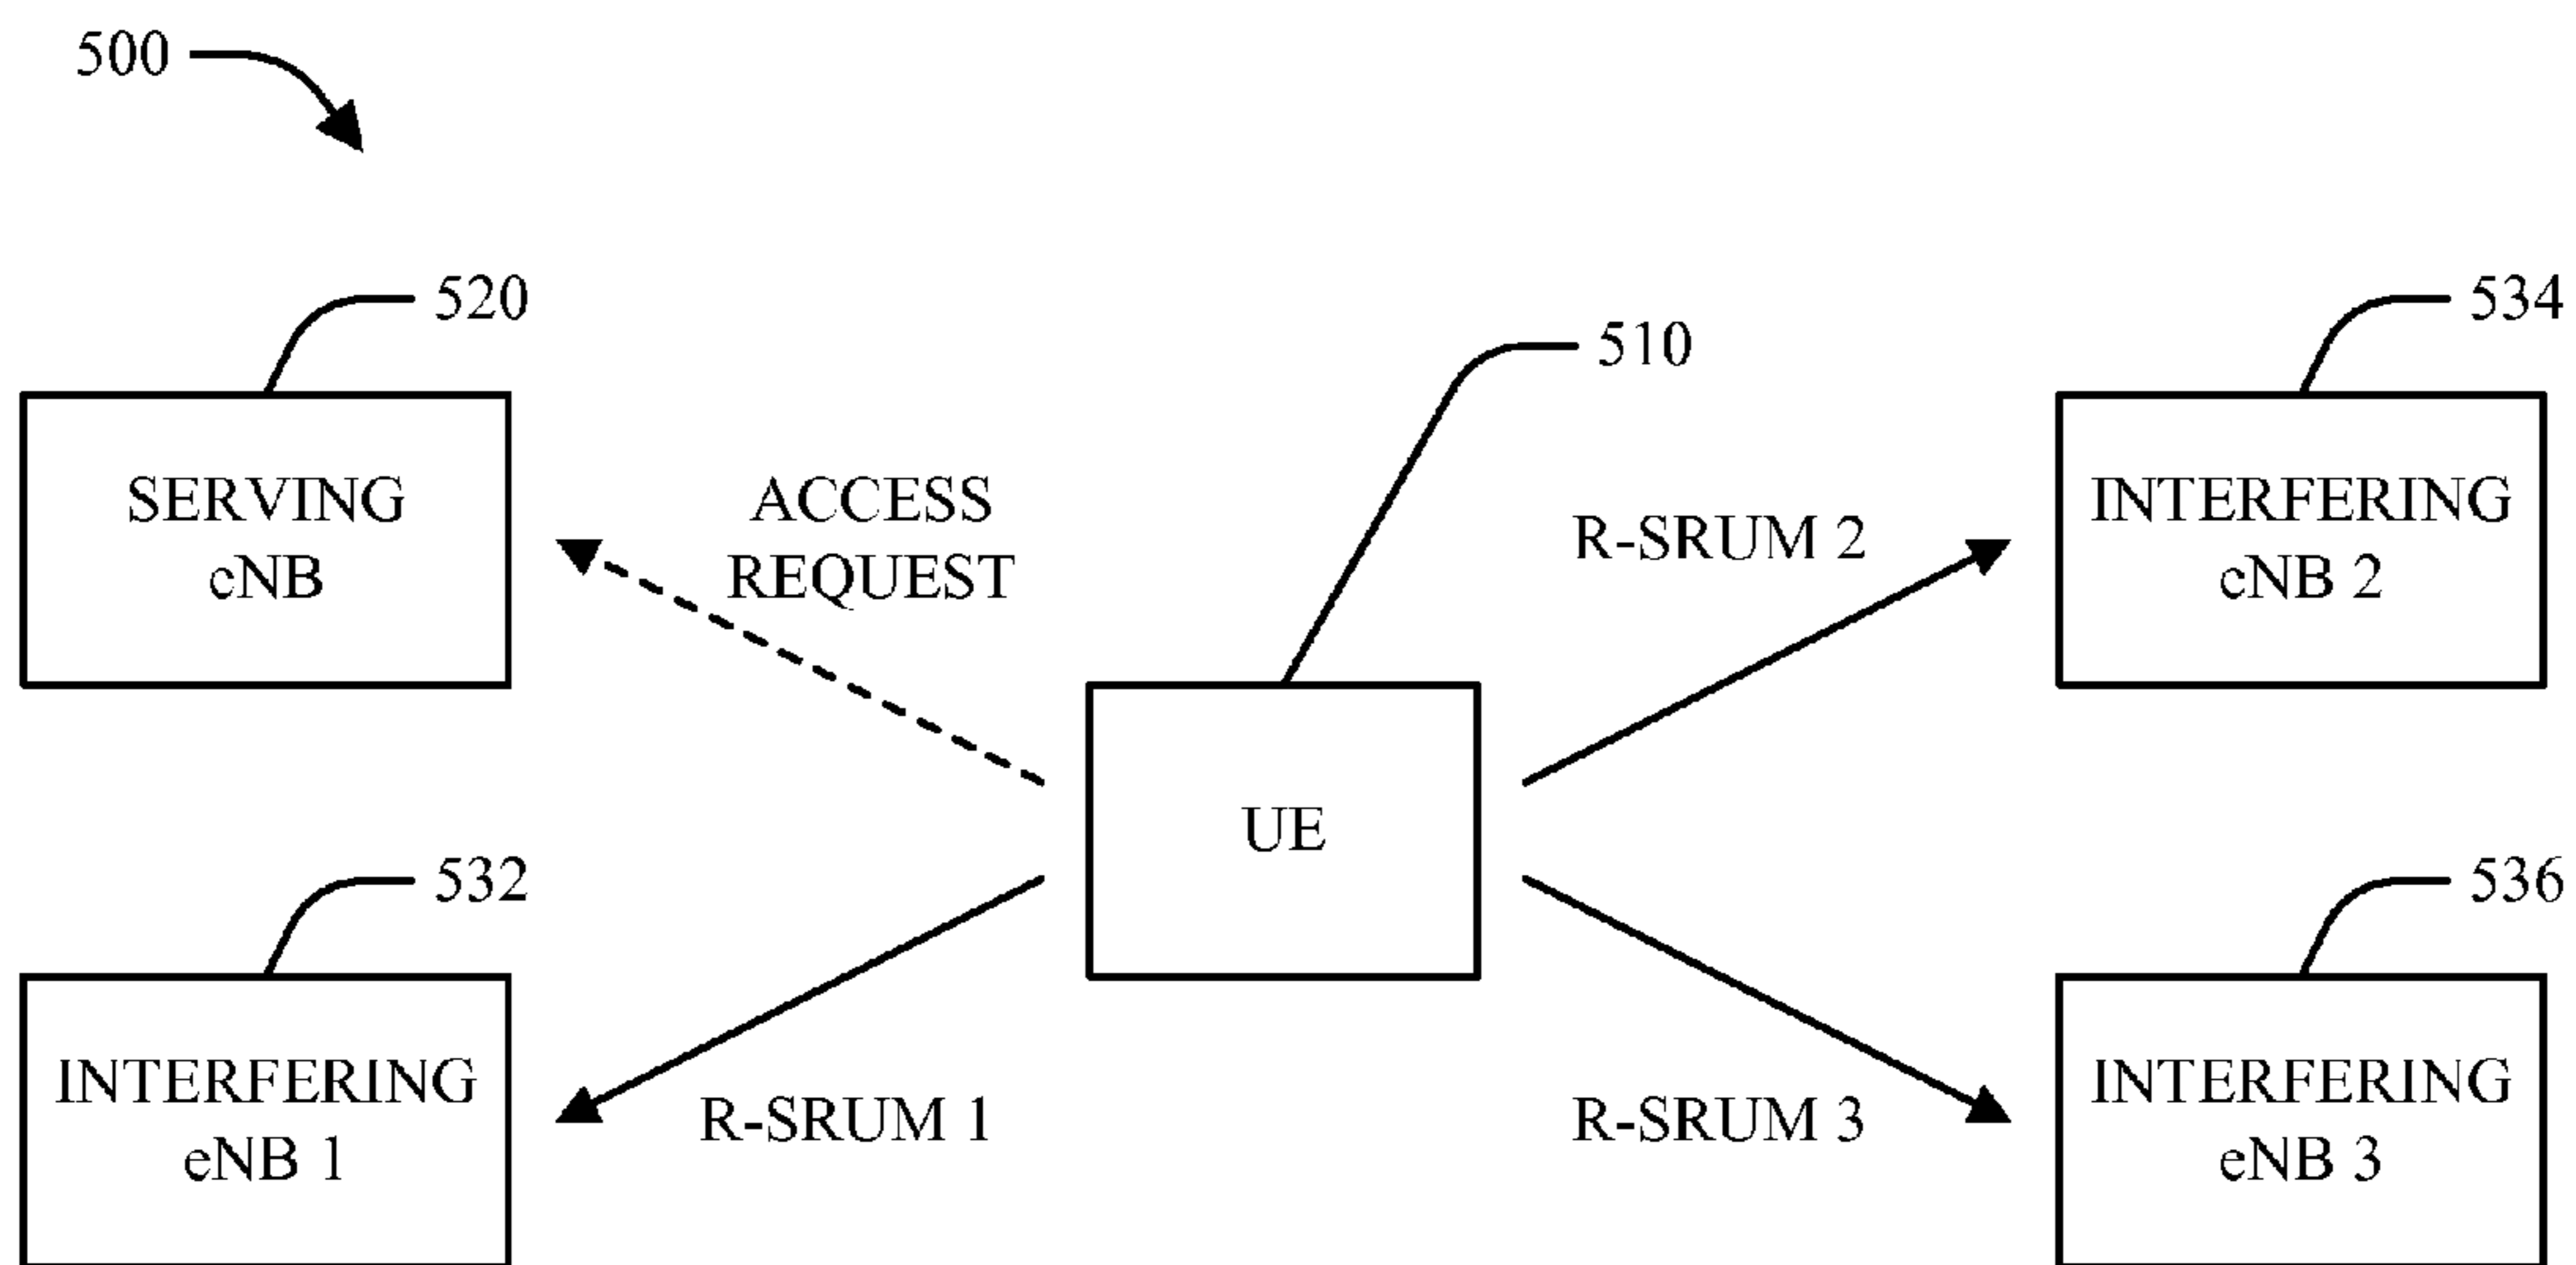 500
520
534
510
SERVING
cNB
ACCESS
REQUEST
R-SRUM 2
INTERFERING
cNB 2
UE
532
536
INTERFERING
eNB 1
R-SRUM 1
R-SRUM 3
INTERFERING
eNB 3